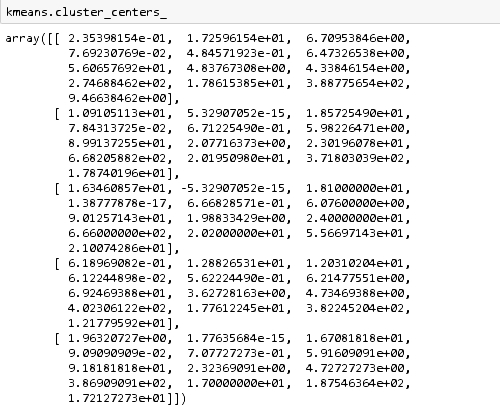 kmeans.cluster_centers_
array([[ 2.35398154e-01, 1.72596154e+01, 6.70953846e+00,
7.69230769e-02, 4.84571923e-01, 6.47326538e+00,
5.60657692e+01, 4.83767308e+00, 4.33846154e+00,
2.74688462e+02, 1.78615385e+01, 3.88775654e+02,
9.46638462e+00],
[ 1.09105113e+01, 5.32907052e-15, 1.85725490e+01,
7.84313725e-02, 6.71225490e-01, 5.98226471e+00,
8.99137255e+01, 2.07716373e+00, 2.30196078e+01,
6.68205882e+02, 2.01950980e+01, 3.71803039e+02,
1.78740196e+01],
[ 1.63460857e+01, -5.32907052e-15, 1.81000000e+01,
1.38777878e-17, 6.66828571e-01, 6.07600000e+00,
9.01257143e+01, 1.98833429e+00, 2.40000000e+01,
6.66000000e+02, 2.02000000e+01, 5.56697143e+01,
2.10074286e+01],
[ 6.18969082e-01, 1.28826531e+01, 1.20310204e+01,
6.12244898e-02, 5.62224490e-01, 6.21477551e+00,
6.92469388e+01, 3.62728163e+00, 4.73469388e+00,
4.02306122e+02, 1.77612245e+01, 3.82245204e+02,
1.21779592e+01],
[ 1.96320727e+00, 1.77635684e-15, 1.67081818e+01,
9.09090909e-02, 7.07727273e-01, 5.91609091e+00,
9.18181818e+01, 2.32369091e+00, 4.72727273e+00,
3.86909091e+02, 1.70000000e+01, 1.87546364e+02,
1.72127273e+01]])